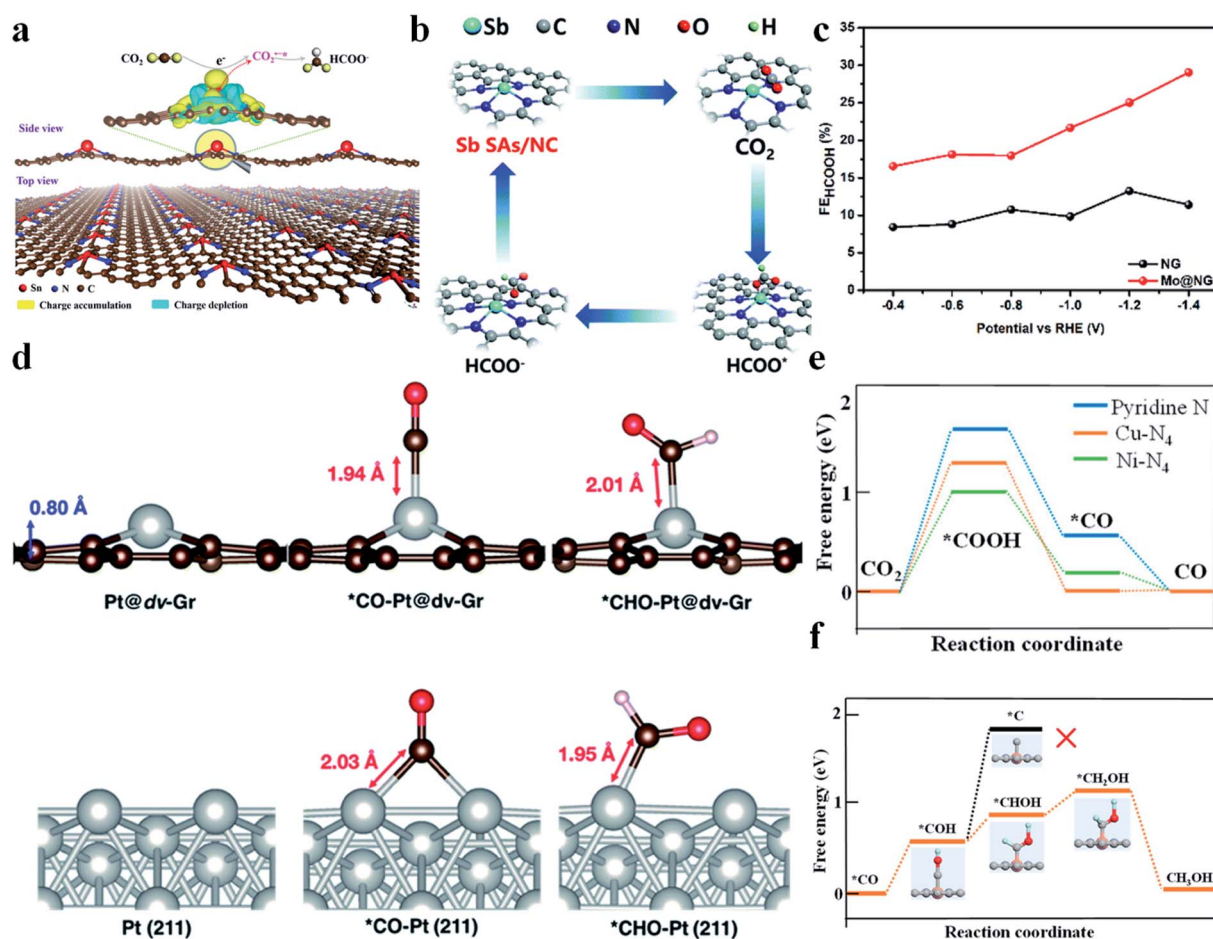 a
CO₂ e⁻ CO₂•⁻* HCOO⁻
Side view
Top view
Sn N C
Charge accumulation Charge depletion
b
Sb C N O H
Sb SAs/NC
CO₂
HCOO⁻
HCOO*
c
FE_HCOOH (%)
40
35
30
25
20
15
10
5
0
-0.4 -0.6 -0.8 -1.0 -1.2 -1.4
Potential vs RHE (V)
NG
Mo@NG
d
0.80 Å
1.94 Å
2.01 Å
Pt@dv-Gr
*CO-Pt@dv-Gr
*CHO-Pt@dv-Gr
2.03 Å
1.95 Å
Pt (211)
*CO-Pt (211)
*CHO-Pt (211)
e
Free energy (eV)
2
1
0
Pyridine N
Cu-N₄
Ni-N₄
CO₂
*COOH
*CO
CO
Reaction coordinate
f
Free energy (eV)
2
1
0
*C
*CH₂OH
*CHOH
*COH
*CO
CH₃OH
Reaction coordinate